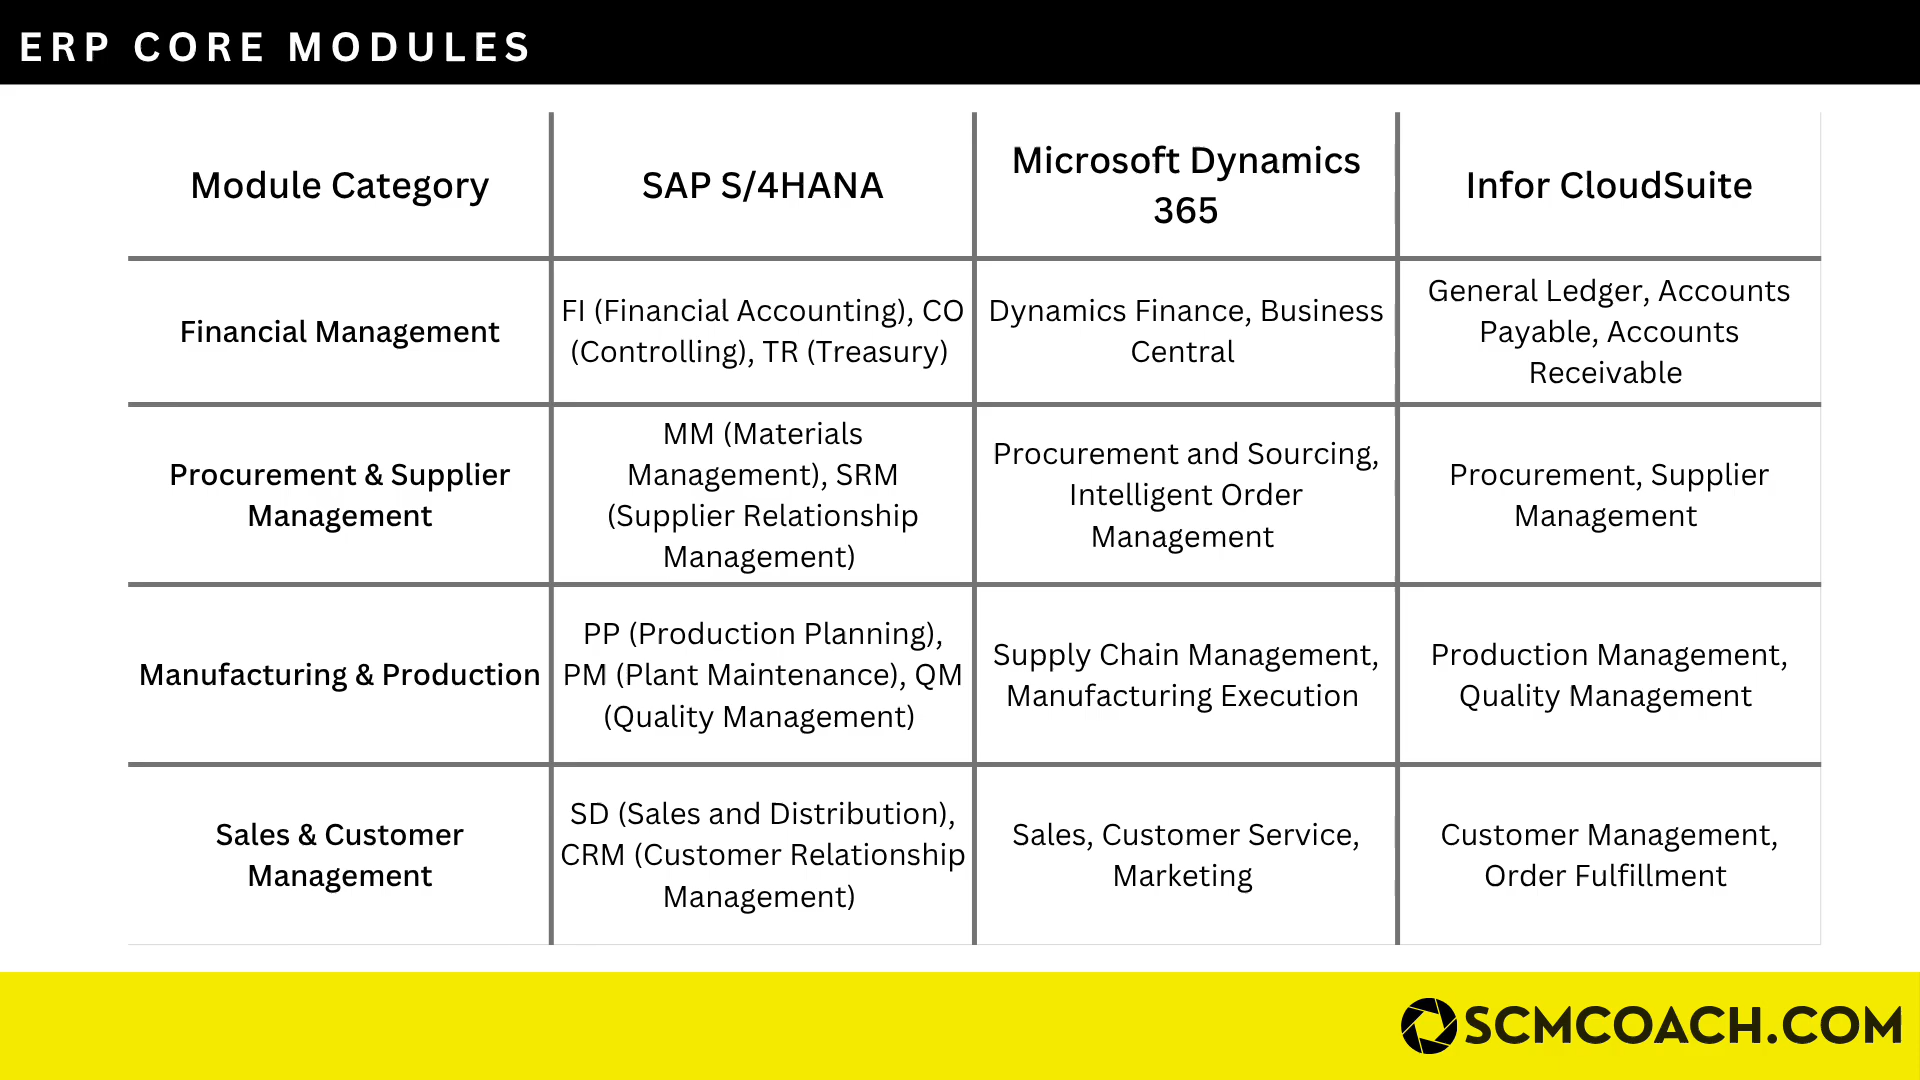 ERP CORE MODULES
Module Category
SAP S/4HANA
Microsoft Dynamics
365
Infor CloudSuite
Financial Management
FI (Financial Accounting), CO
(Controlling), TR (Treasury)
Dynamics Finance, Business
Central
General Ledger, Accounts
Payable, Accounts
Receivable
Procurement & Supplier
Management
MM (Materials
Management), SRM
(Supplier Relationship
Management)
Procurement and Sourcing,
Intelligent Order
Management
Procurement, Supplier
Management
Manufacturing & Production
PP (Production Planning),
PM (Plant Maintenance), QM
(Quality Management)
Supply Chain Management,
Manufacturing Execution
Production Management,
Quality Management
Sales & Customer
Management
SD (Sales and Distribution),
CRM (Customer Relationship
Management)
Sales, Customer Service,
Marketing
Customer Management,
Order Fulfillment
SCMCOACH.COM